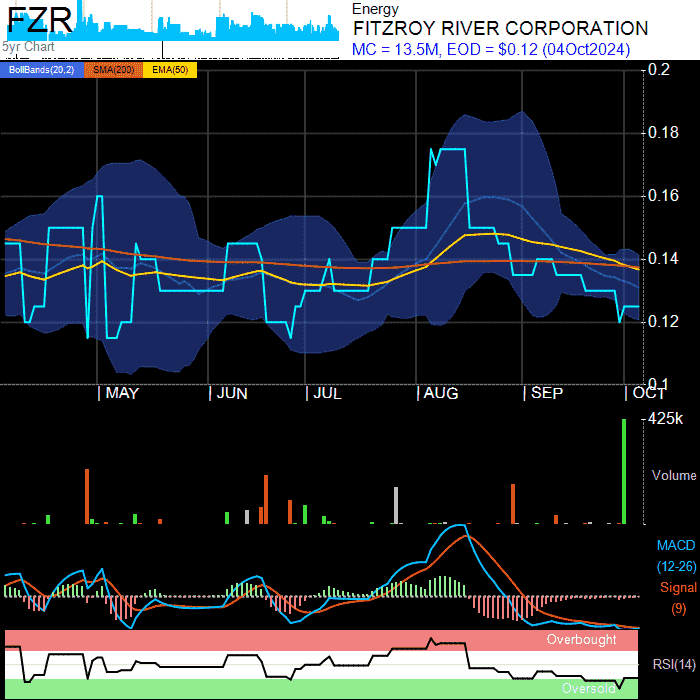 FZR
5yr Chart
Energy
FITZROY RIVER CORPORATION
MC = 13.5M, EOD = $0.12 (04Oct2024)
BollBands(20,2) SMA(200) EMA(50)
0.2
0.18
0.16
0.14
0.12
0.1
MAY JUN JUL AUG SEP OCT
425k
Volume
MACD
(12-26)
Signal
(9)
Overbought
RSI(14)
Oversold